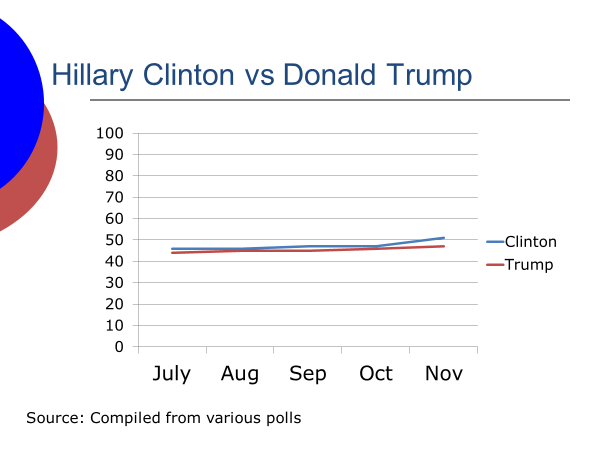 Hillary Clinton vs Donald Trump
100
90
80
70
60
50
40
30
20
10
0
July Aug Sep Oct Nov
Clinton
Trump
Source: Compiled from various polls